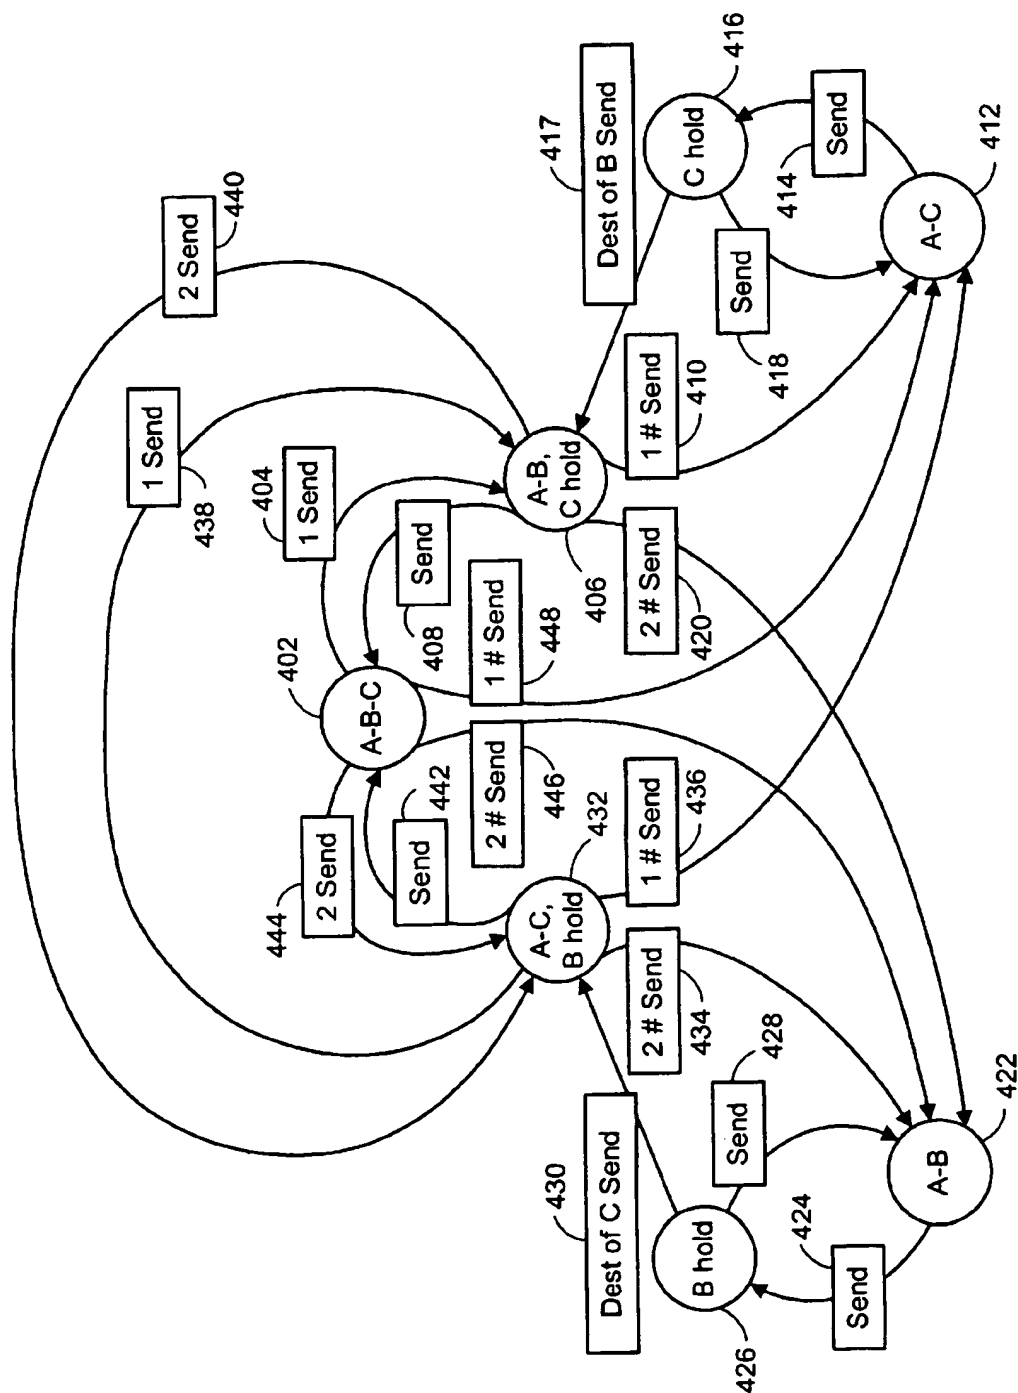 440
2 Send
1 Send
438
404
1 Send
417
Dest of B Send
416
C hold
Send
414
Send
418
A-C
412
402
A-B-C
Send
408
A-B,
C hold
406
1 # Send
410
2 # Send
420
1 # Send
448
2 # Send
446
444
2 Send
442
Send
A-C,
B hold
432
1 # Send
436
2 # Send
434
430
Dest of C Send
B hold
426
Send
428
424
Send
A-B
422